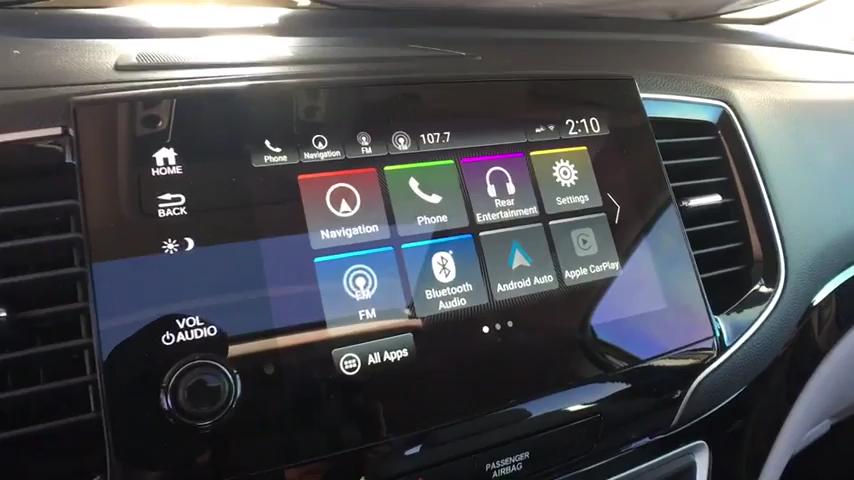 HOME
BACK
VOL
AUDIO
Phone
Navigation
FM
107.7
2:10
Navigation
Phone
Rear
Entertainment
Settings
FM
FM
Bluetooth
Audio
Android Auto
Apple CarPlay
All Apps
PASSENGER
AIRBAG